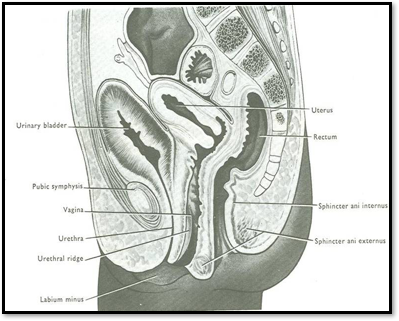 Uterus
Urinary bladder
Rectum
Pubic symphysis
Sphincter ani internus
Vagina
Urethra
Sphincter ani externus
Urethral ridge
Labium minus